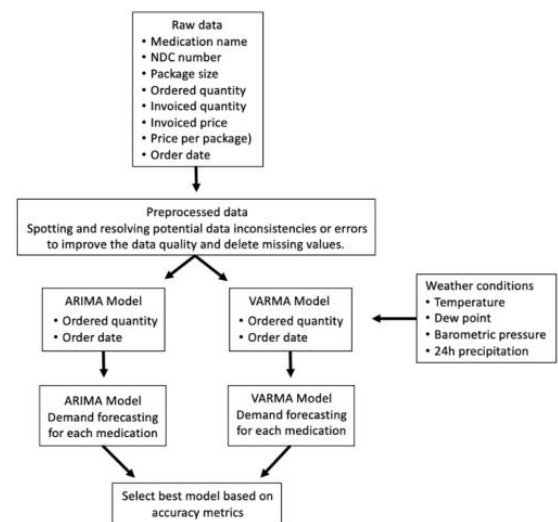 Raw data
• Medication name
• NDC number
• Package size
• Ordered quantity
• Invoiced quantity
• Invoiced price
• Price per package)
• Order date
Preprocessed data
Spotting and resolving potential data inconsistencies or errors
to improve the data quality and delete missing values.
ARIMA Model
• Ordered quantity
• Order date
VARMA Model
• Ordered quantity
• Order date
Weather conditions
• Temperature
• Dew point
• Barometric pressure
• 24h precipitation
ARIMA Model
Demand forecasting
for each medication
VARMA Model
Demand forecasting
for each medication
Select best model based on
accuracy metrics